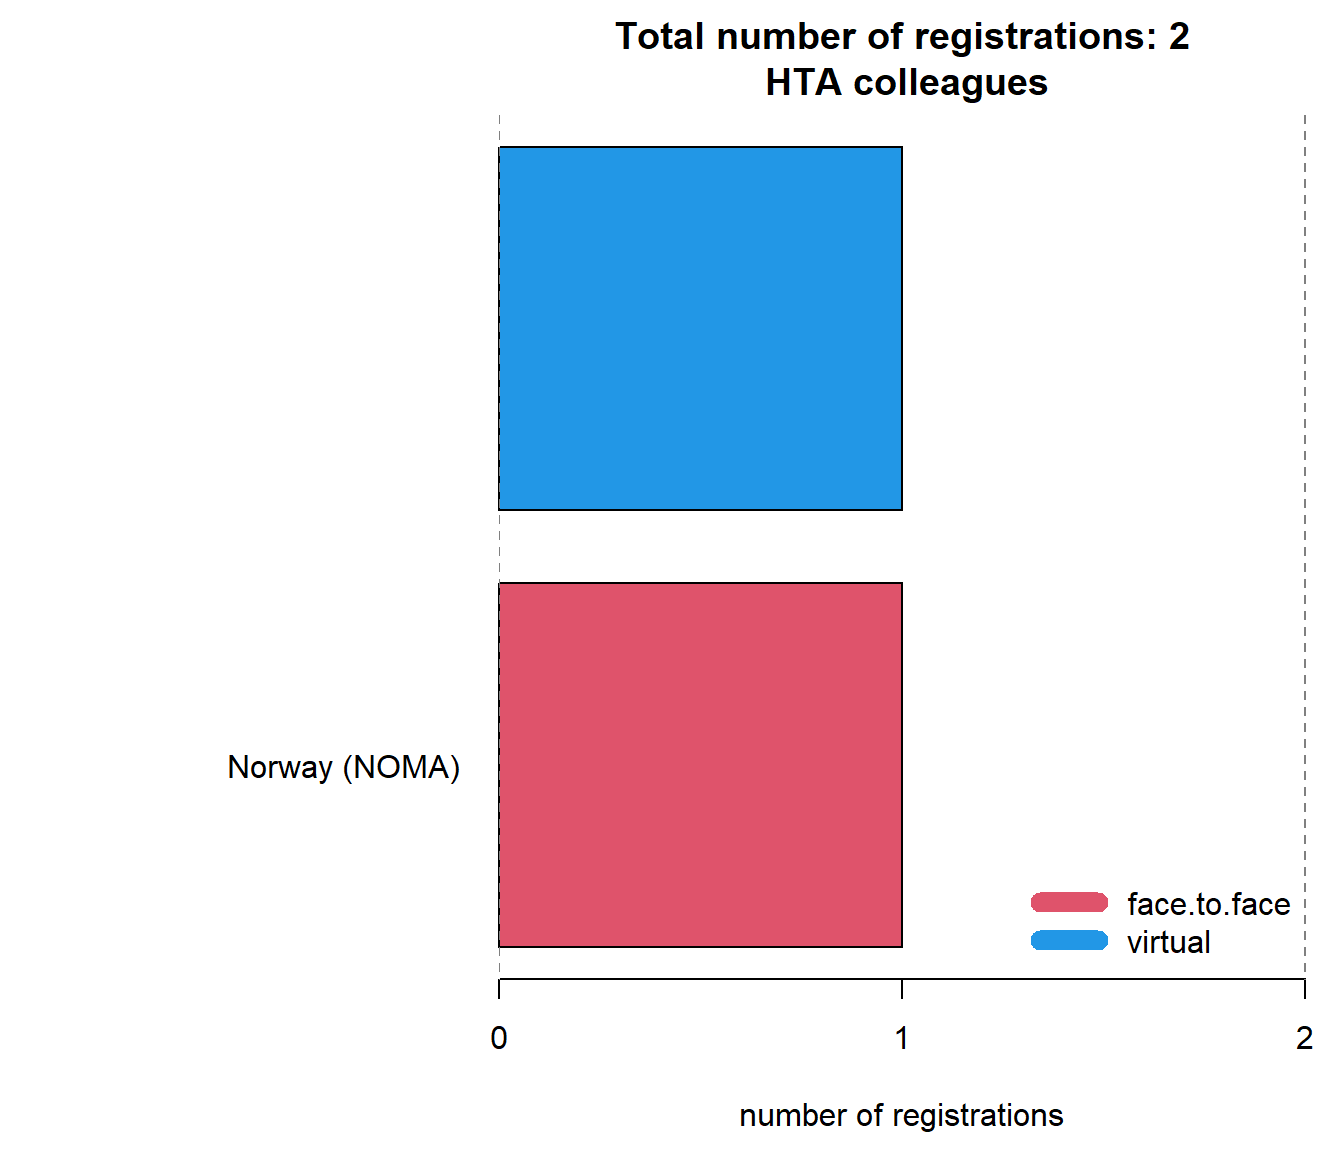 Total number of registrations: 2
HTA colleagues
Norway (NOMA)
face.to.face
virtual
0 1 2
number of registrations